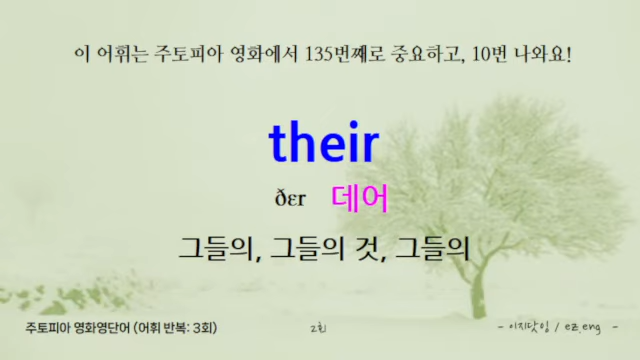 이 어휘는 주토피아 영화에서 135번째로 중요하고, 10번 나와요!
their
ðɛr 데어
그들의, 그들의 것, 그들의
주토피아 영화영단어 (어휘 반복: 3회) 2회 - 이지닷잉 / ez.eng -